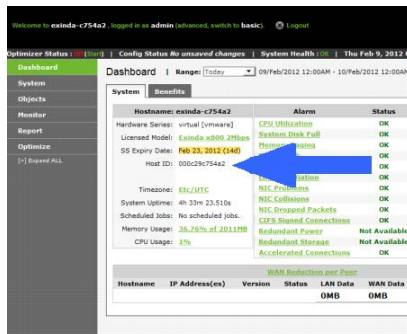 Welcome to exinda-c754a2 , logged in as admin (advanced, switch to basic). Logout
Optimizer Status : (Start) | Config Status No unsaved changes | System Health : OK | Thu Feb 9, 2012
Dashboard
System
Objects
Monitor
Report
Optimize
[+] Expand ALL
Dashboard | Range: Today 09/Feb/2012 12:00AM - 10/Feb/2012 12:00AM
System Benefits
Hostname: exinda-c754a2
Hardware Series: virtual [vmware]
Licensed Model: Exinda x800 2Mbps
SS Expiry Date: Feb 23, 2012 (14d)
Host ID: 000c29c754a2
Timezone: Etc/UTC
System Uptime: 4h 33m 23.510s
Scheduled Jobs: No scheduled jobs.
Memory Usage: 36.76% of 2011MB
CPU Usage: 1%
Alarm Status
CPU Utilization OK
System Disk Full OK
Memory Paging OK
OK
OK
OK
NIC Problems OK
NIC Collisions OK
NIC Dropped Packets OK
CIFS Signed Connections OK
Redundant Power Not Available
Redundant Storage Not Available
Accelerated Connections OK
WAN Reduction per Peer
Hostname IP Address(es) Version Status LAN Data WAN Data
0MB 0MB